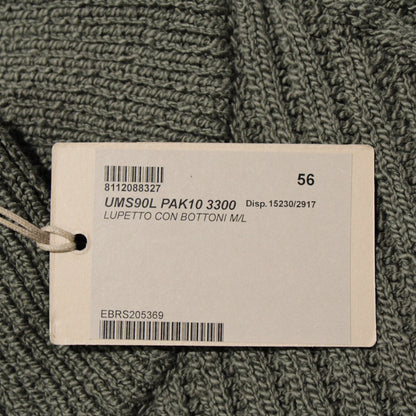 8112088327
56
UMS90L PAK10 3300 Disp. 15230/2917
LUPETTO CON BOTTONI M/L
EBRS205369